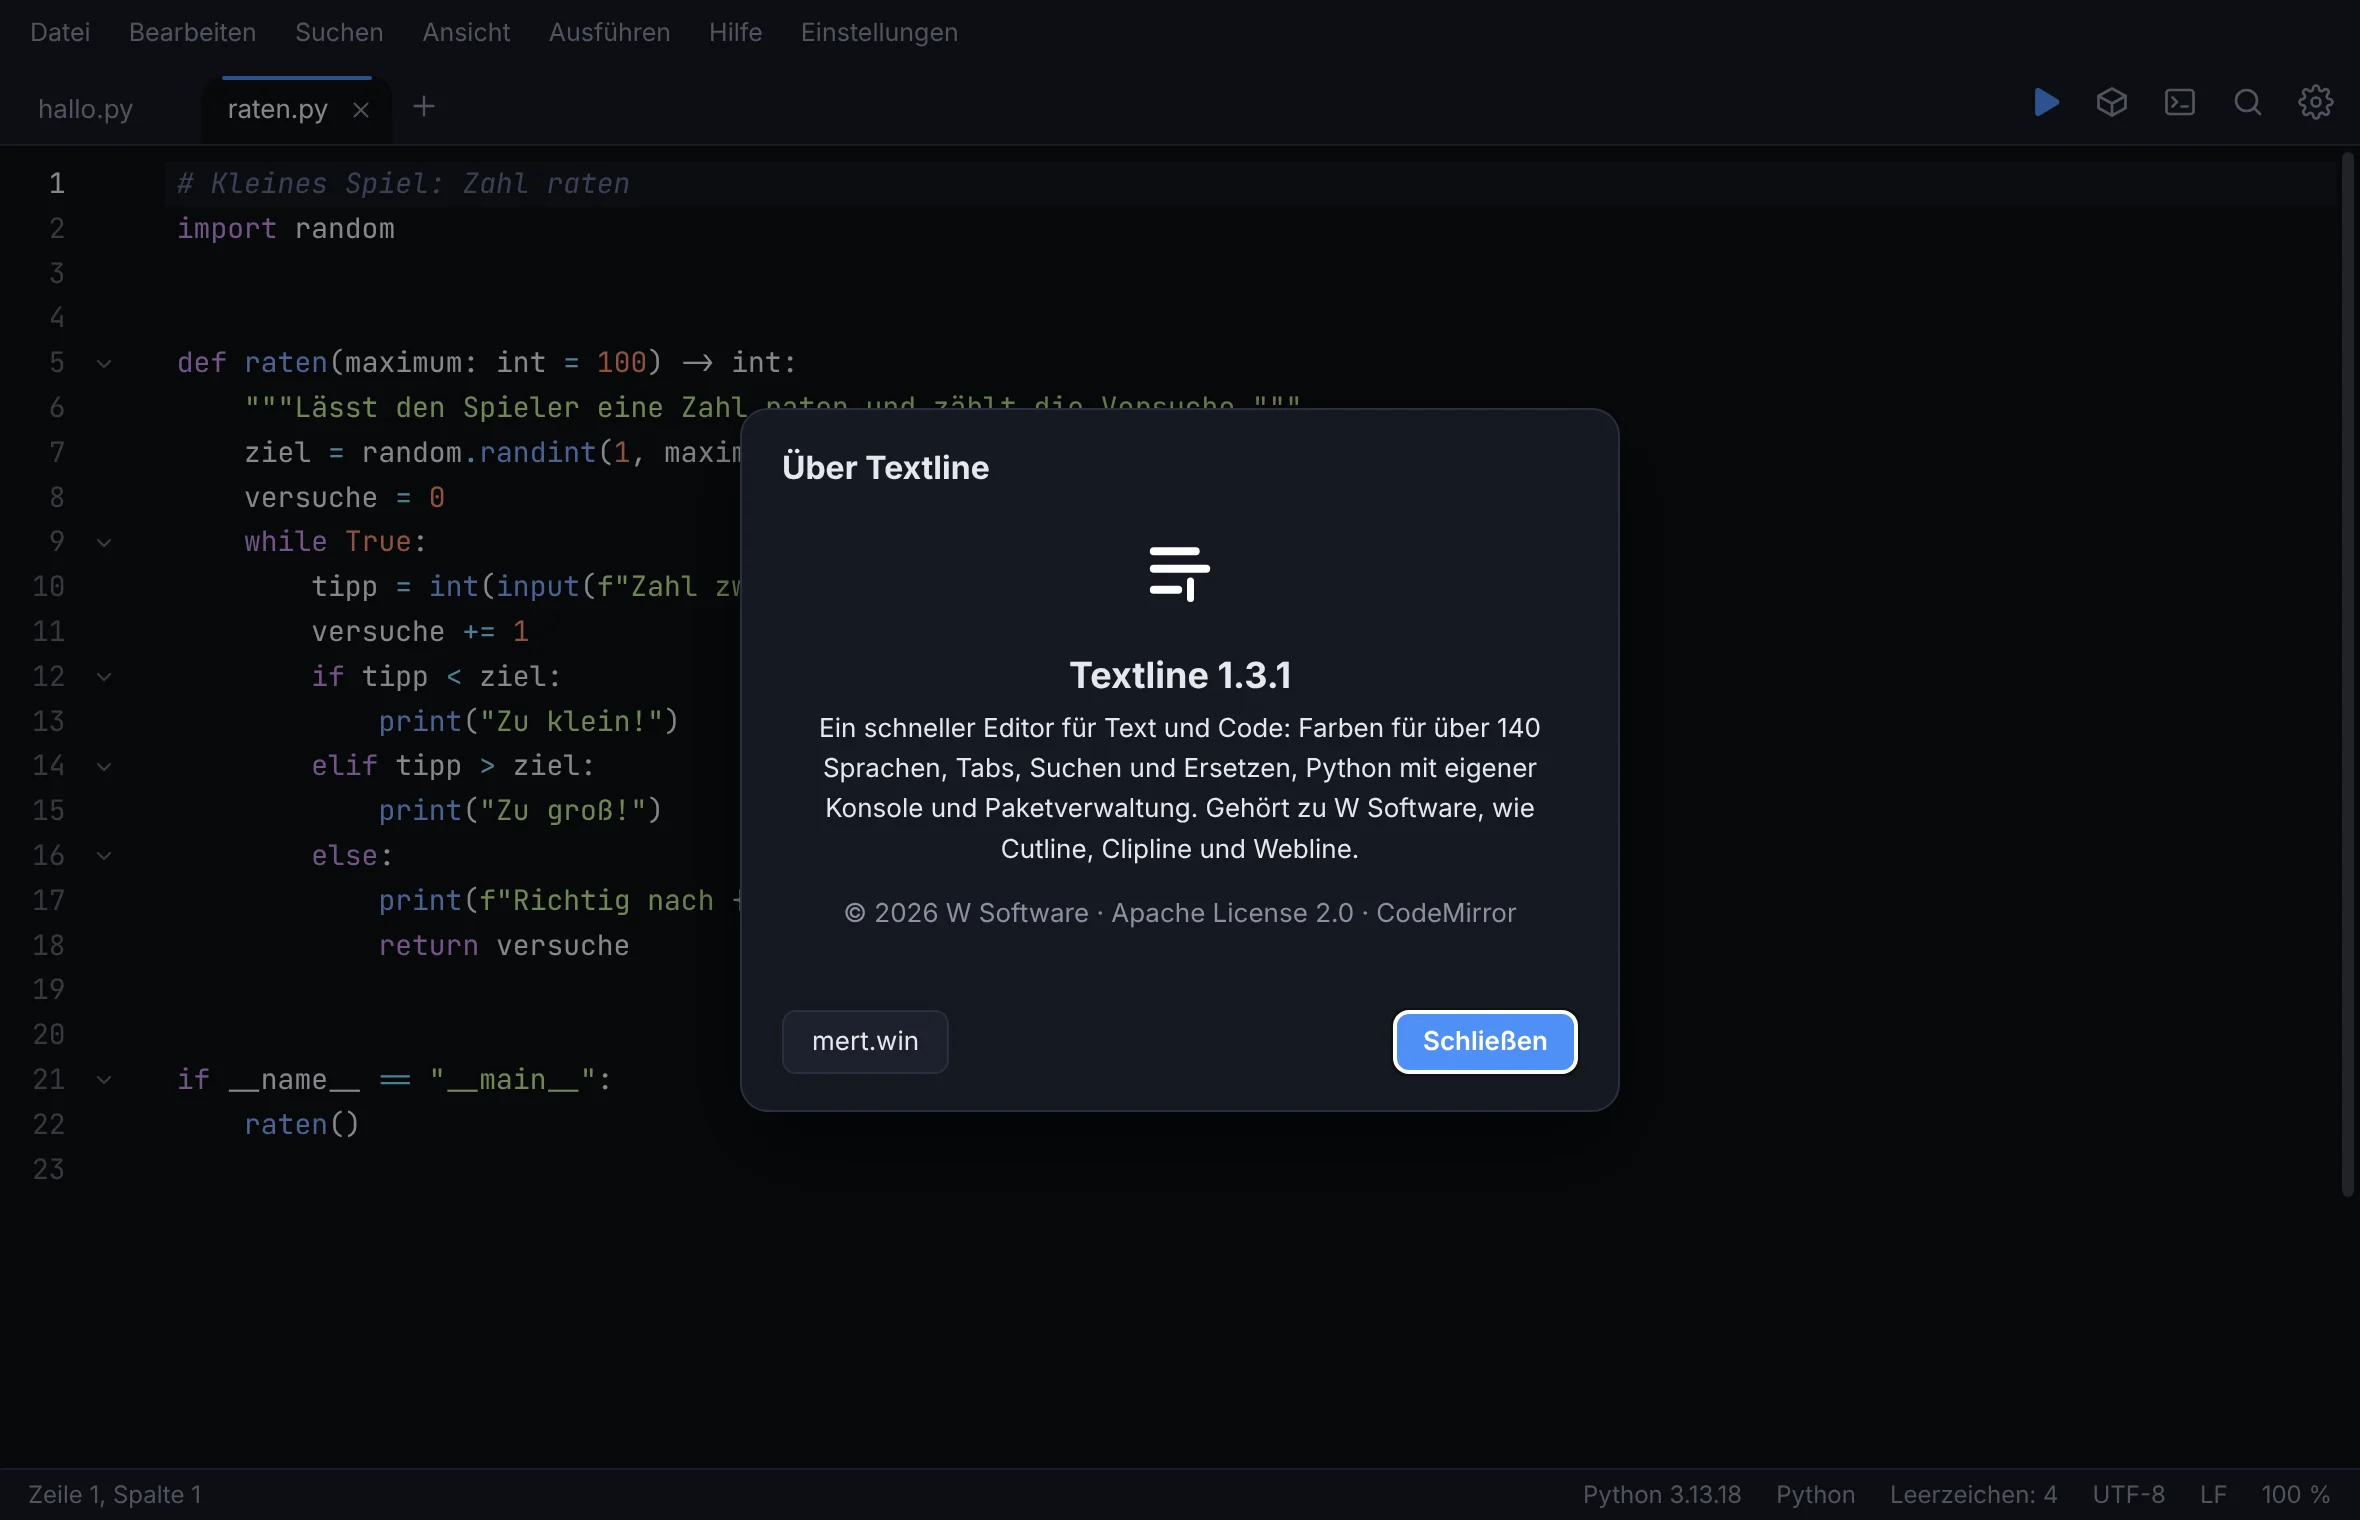 Datei Bearbeiten Suchen Ansicht Ausführen Hilfe Einstellungen
hallo.py raten.py
1 # Kleines Spiel: Zahl raten
2 import random
3
4
5 def raten(maximum: int = 100) -> int:
6 """Lässt den Spieler eine Zahl raten und zählt die Versuche."""
7 ziel = random.randint(1, maxim
8 versuche = 0
9 while True:
10 tipp = int(input(f"Zahl zw
11 versuche += 1
12 if tipp < ziel:
13 print("Zu klein!")
14 elif tipp > ziel:
15 print("Zu groß!")
16 else:
17 print(f"Richtig nach {
18 return versuche
19
20
21 if __name__ == "__main__":
22 raten()
23
Über Textline
Textline 1.3.1
Ein schneller Editor für Text und Code: Farben für über 140
Sprachen, Tabs, Suchen und Ersetzen, Python mit eigener
Konsole und Paketverwaltung. Gehört zu W Software, wie
Cutline, Clipline und Webline.
© 2026 W Software · Apache License 2.0 · CodeMirror
mert.win Schließen
Zeile 1, Spalte 1 Python 3.13.18 Python Leerzeichen: 4 UTF-8 LF 100 %